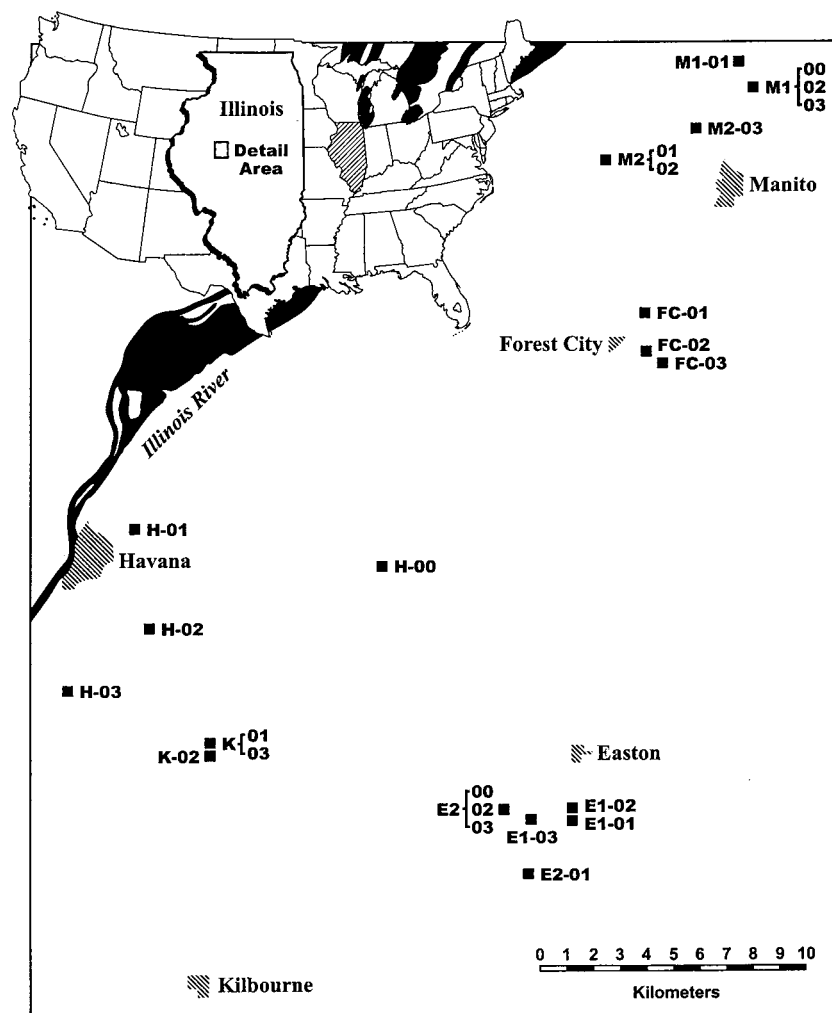 Illinois
Detail
Area
M1-01
M1
00
02
03
M2-03
M2
01
02
Manito
FC-01
Forest City
FC-02
FC-03
Illinois River
H-01
Havana
H-00
H-02
H-03
K
01
03
K-02
Easton
E2
00
02
03
E1-02
E1-01
E1-03
E2-01
Kilbourne
0 1 2 3 4 5 6 7 8 9 10
Kilometers